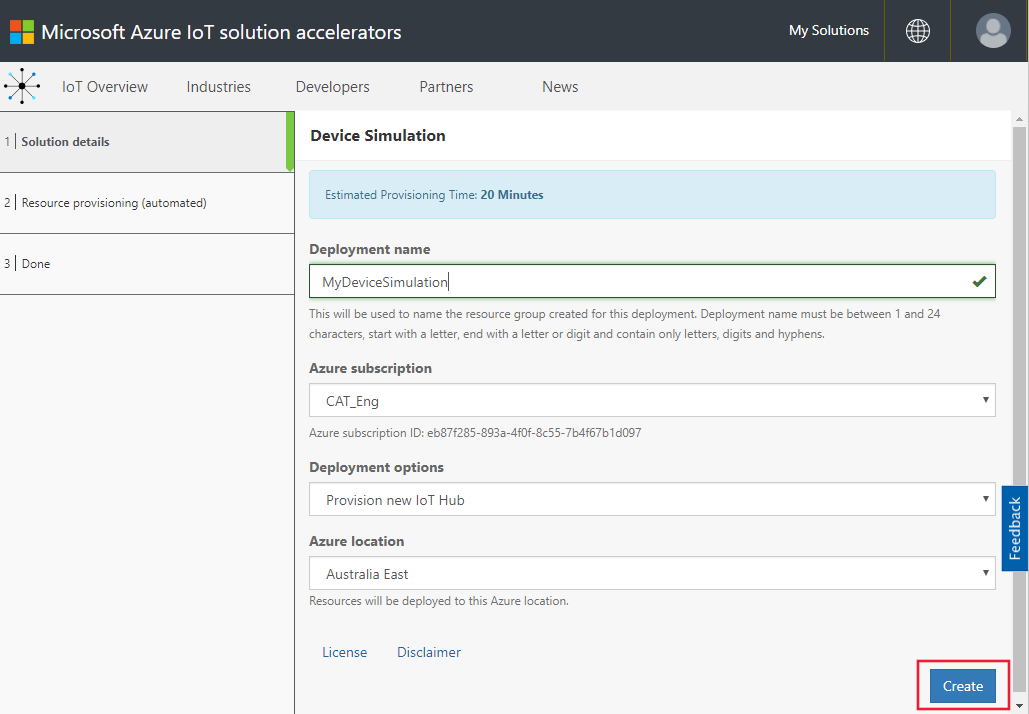 Microsoft Azure IoT solution accelerators
My Solutions
IoT Overview Industries Developers Partners News
1 Solution details
2 Resource provisioning (automated)
3 Done
Device Simulation
Estimated Provisioning Time: 20 Minutes
Deployment name
MyDeviceSimulation
This will be used to name the resource group created for this deployment. Deployment name must be between 1 and 24
characters, start with a letter, end with a letter or digit and contain only letters, digits and hyphens.
Azure subscription
CAT_Eng
Azure subscription ID: eb87f285-893a-4f0f-8c55-7b4f67b1d097
Deployment options
Provision new IoT Hub
Azure location
Australia East
Resources will be deployed to this Azure location.
License Disclaimer
Create
Feedback